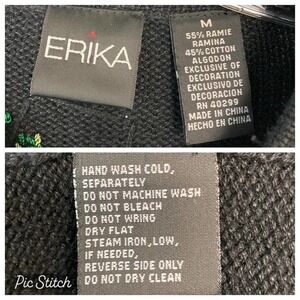 ERIKA
M
55% RAMIE
RAMINA
45% COTTON
ALGODON
EXCLUSIVE OF
DECORATION
EXCLUSIVO DE
DECORACION
RN 40299
MADE IN CHINA
HECHO EN CHINA
HAND WASH COLD,
SEPARATELY
DO NOT MACHINE WASH
DO NOT BLEACH
DO NOT WRING
DRY FLAT
STEAM IRON, LOW,
IF NEEDED,
REVERSE SIDE ONLY
DO NOT DRY CLEAN
Pic Stitch